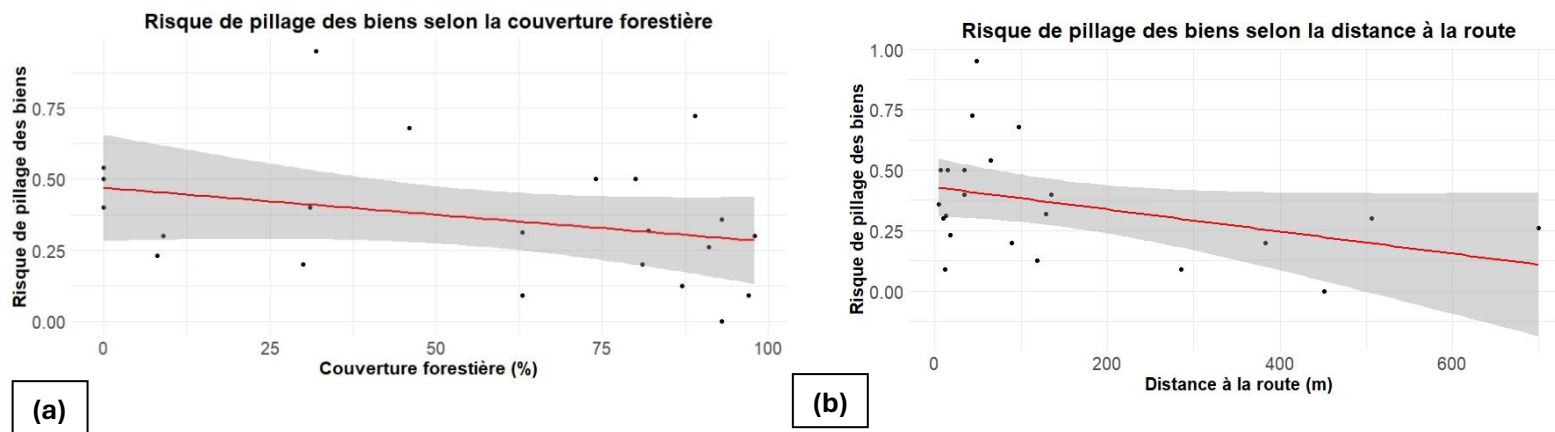 Risque de pillage des biens selon la couverture forestière
Risque de pillage des biens
0.75
0.50
0.25
0.00
0
25
50
75
100
Couverture forestière (%)
(a)
Risque de pillage des biens selon la distance à la route
Risque de pillage des biens
1.00
0.75
0.50
0.25
0.00
0
200
400
600
Distance à la route (m)
(b)